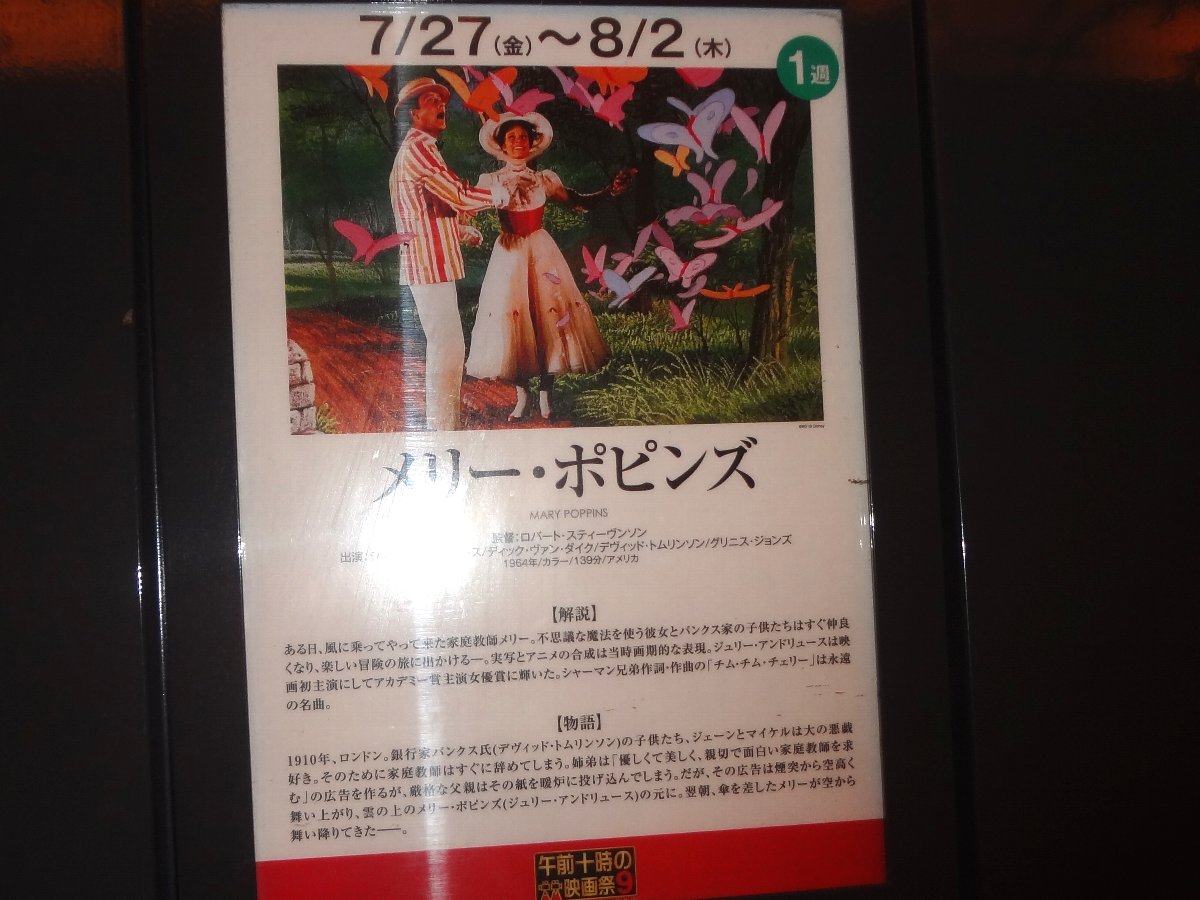 7/27(金)～8/2(木)
1週
メリー・ポピンズ
MARY POPPINS
監督:ロバート・スティーヴンソン
出演: ス/ディック・ヴァン・ダイク/デヴィッド・トムリンソン/グリニス・ジョンズ
1964年/カラー/139分/アメリカ
【解説】
ある日、風に乗ってやって来た家庭教師メリー。不思議な魔法を使う彼女とバンクス家の子供たちはすぐ仲良
くなり、楽しい冒険の旅に出かける―。実写とアニメの合成は当時画期的な表現。ジュリー・アンドリュースは映
画初主演にしてアカデミー賞主演女優賞に輝いた。シャーマン兄弟作詞・作曲の「チム・チム・チェリー」は永遠
の名曲。
【物語】
1910年、ロンドン。銀行家バンクス氏(デヴィッド・トムリンソン)の子供たち、ジェーンとマイケルは大の悪戯
好き。そのために家庭教師はすぐに辞めてしまう。姉弟は「優しくて美しく、親切で面白い家庭教師を求
む」の広告を作るが、厳格な父親はその紙を暖炉に投げ込んでしまう。だが、その広告は煙突から空高く
舞い上がり、雲の上のメリー・ポピンズ(ジュリー・アンドリュース)の元に。翌朝、傘を差したメリーが空から
舞い降りてきた――。
午前十時の
映画祭9